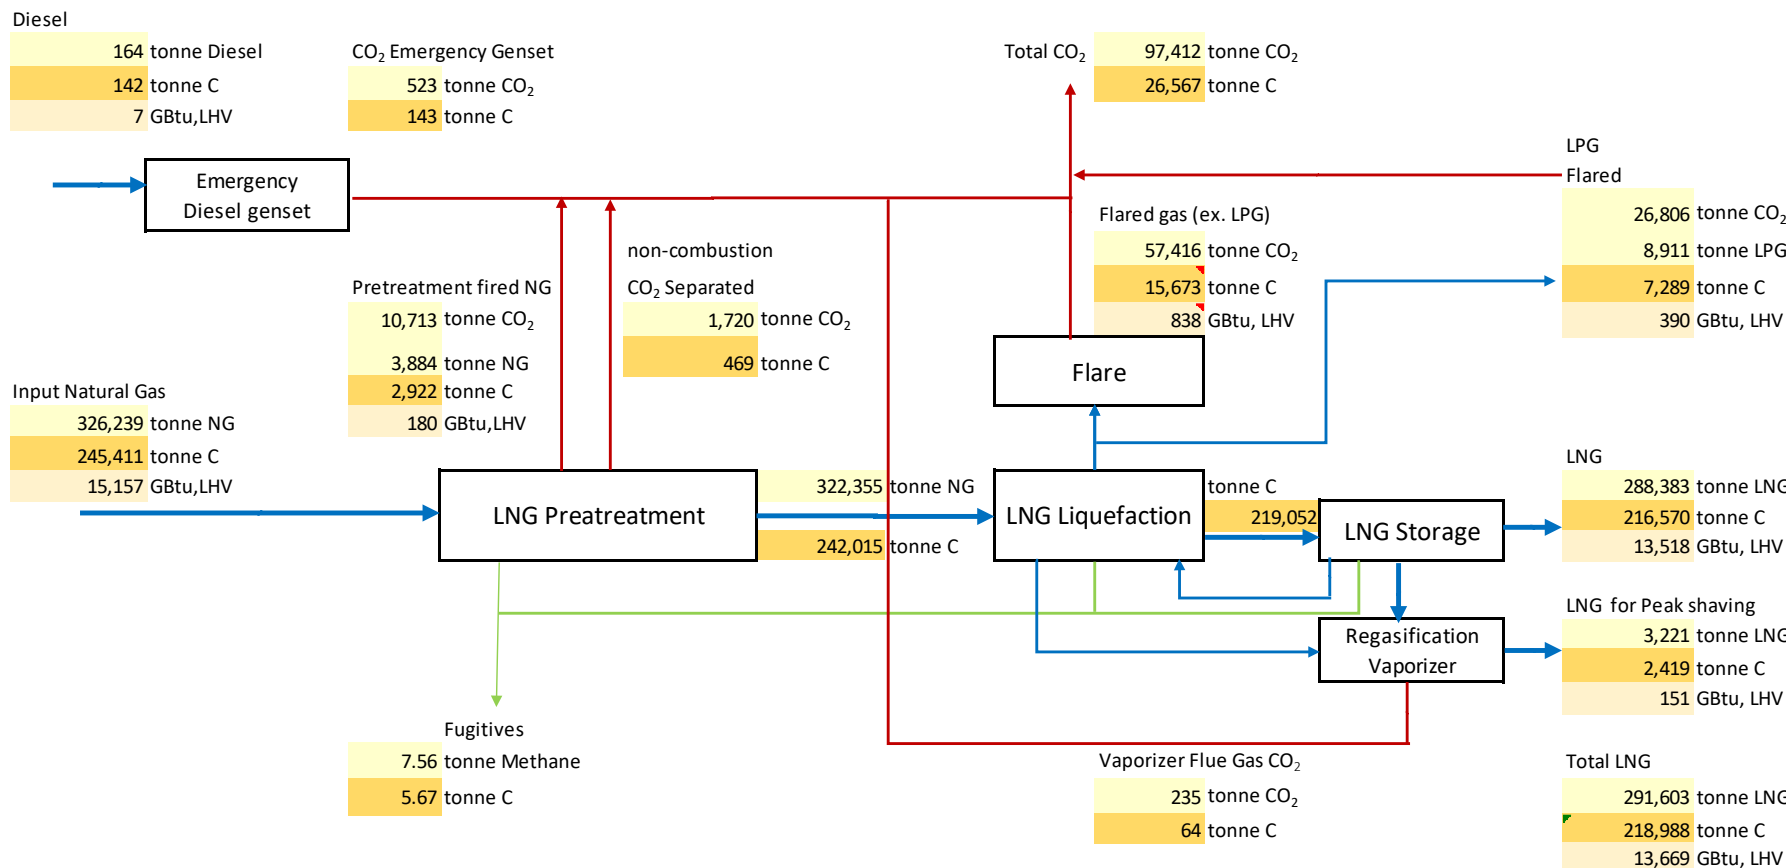 Diesel
164 tonne Diesel
142 tonne C
7 GBtu,LHV
CO₂ Emergency Genset
523 tonne CO₂
143 tonne C
Total CO₂ 97,412 tonne CO₂
26,567 tonne C
Emergency
Diesel genset
LPG
Flared
26,806 tonne CO₂
8,911 tonne LPG
7,289 tonne C
390 GBtu, LHV
Flared gas (ex. LPG)
57,416 tonne CO₂
15,673 tonne C
838 GBtu, LHV
non-combustion
CO₂ Separated
1,720 tonne CO₂
469 tonne C
Pretreatment fired NG
10,713 tonne CO₂
3,884 tonne NG
2,922 tonne C
180 GBtu,LHV
Flare
Input Natural Gas
326,239 tonne NG
245,411 tonne C
15,157 GBtu,LHV
LNG Preatreatment
322,355 tonne NG
242,015 tonne C
LNG Liquefaction
tonne C
219,052
LNG Storage
LNG
288,383 tonne LNG
216,570 tonne C
13,518 GBtu, LHV
Regasification
Vaporizer
LNG for Peak shaving
3,221 tonne LNG
2,419 tonne C
151 GBtu, LHV
Fugitives
7.56 tonne Methane
5.67 tonne C
Vaporizer Flue Gas CO₂
235 tonne CO₂
64 tonne C
Total LNG
291,603 tonne LNG
218,988 tonne C
13,669 GBtu, LHV